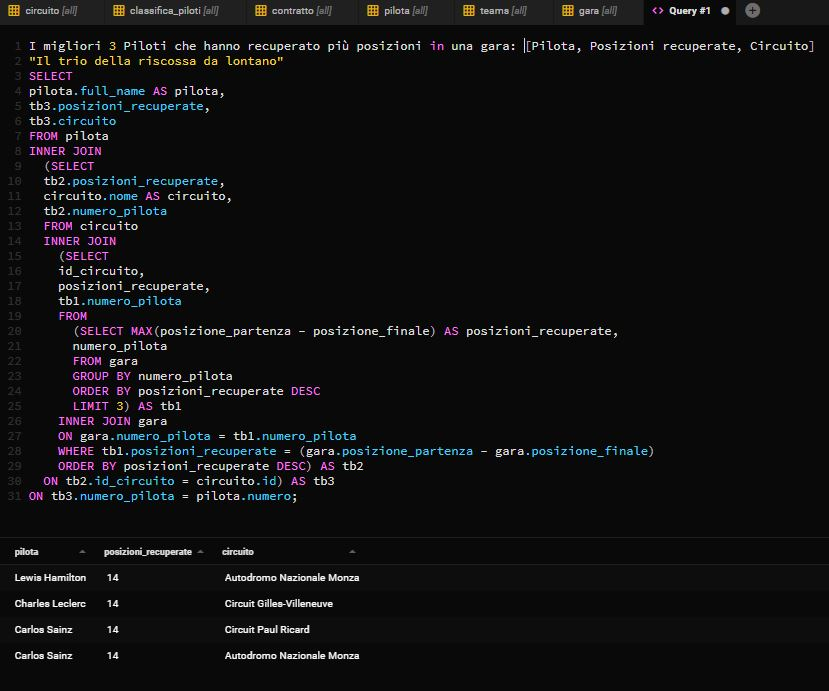 circuito [all] classifica_piloti [all] contratto [all] pilota [all] teams [all] gara [all] <> Query #1 ● +
1 I migliori 3 Piloti che hanno recuperato più posizioni in una gara: [Pilota, Posizioni recuperate, Circuito]
2 "Il trio della riscossa da lontano"
3 SELECT
4 pilota.full_name AS pilota,
5 tb3.posizioni_recuperate,
6 tb3.circuito
7 FROM pilota
8 INNER JOIN
9 (SELECT
10 tb2.posizioni_recuperate,
11 circuito.nome AS circuito,
12 tb2.numero_pilota
13 FROM circuito
14 INNER JOIN
15 (SELECT
16 id_circuito,
17 posizioni_recuperate,
18 tb1.numero_pilota
19 FROM
20 (SELECT MAX(posizione_partenza - posizione_finale) AS posizioni_recuperate,
21 numero_pilota
22 FROM gara
23 GROUP BY numero_pilota
24 ORDER BY posizioni_recuperate DESC
25 LIMIT 3) AS tb1
26 INNER JOIN gara
27 ON gara.numero_pilota = tb1.numero_pilota
28 WHERE tb1.posizioni_recuperate = (gara.posizione_partenza - gara.posizione_finale)
29 ORDER BY posizioni_recuperate DESC) AS tb2
30 ON tb2.id_circuito = circuito.id) AS tb3
31 ON tb3.numero_pilota = pilota.numero;
pilota posizioni_recuperate circuito
Lewis Hamilton 14 Autodromo Nazionale Monza
Charles Leclerc 14 Circuit Gilles-Villeneuve
Carlos Sainz 14 Circuit Paul Ricard
Carlos Sainz 14 Autodromo Nazionale Monza